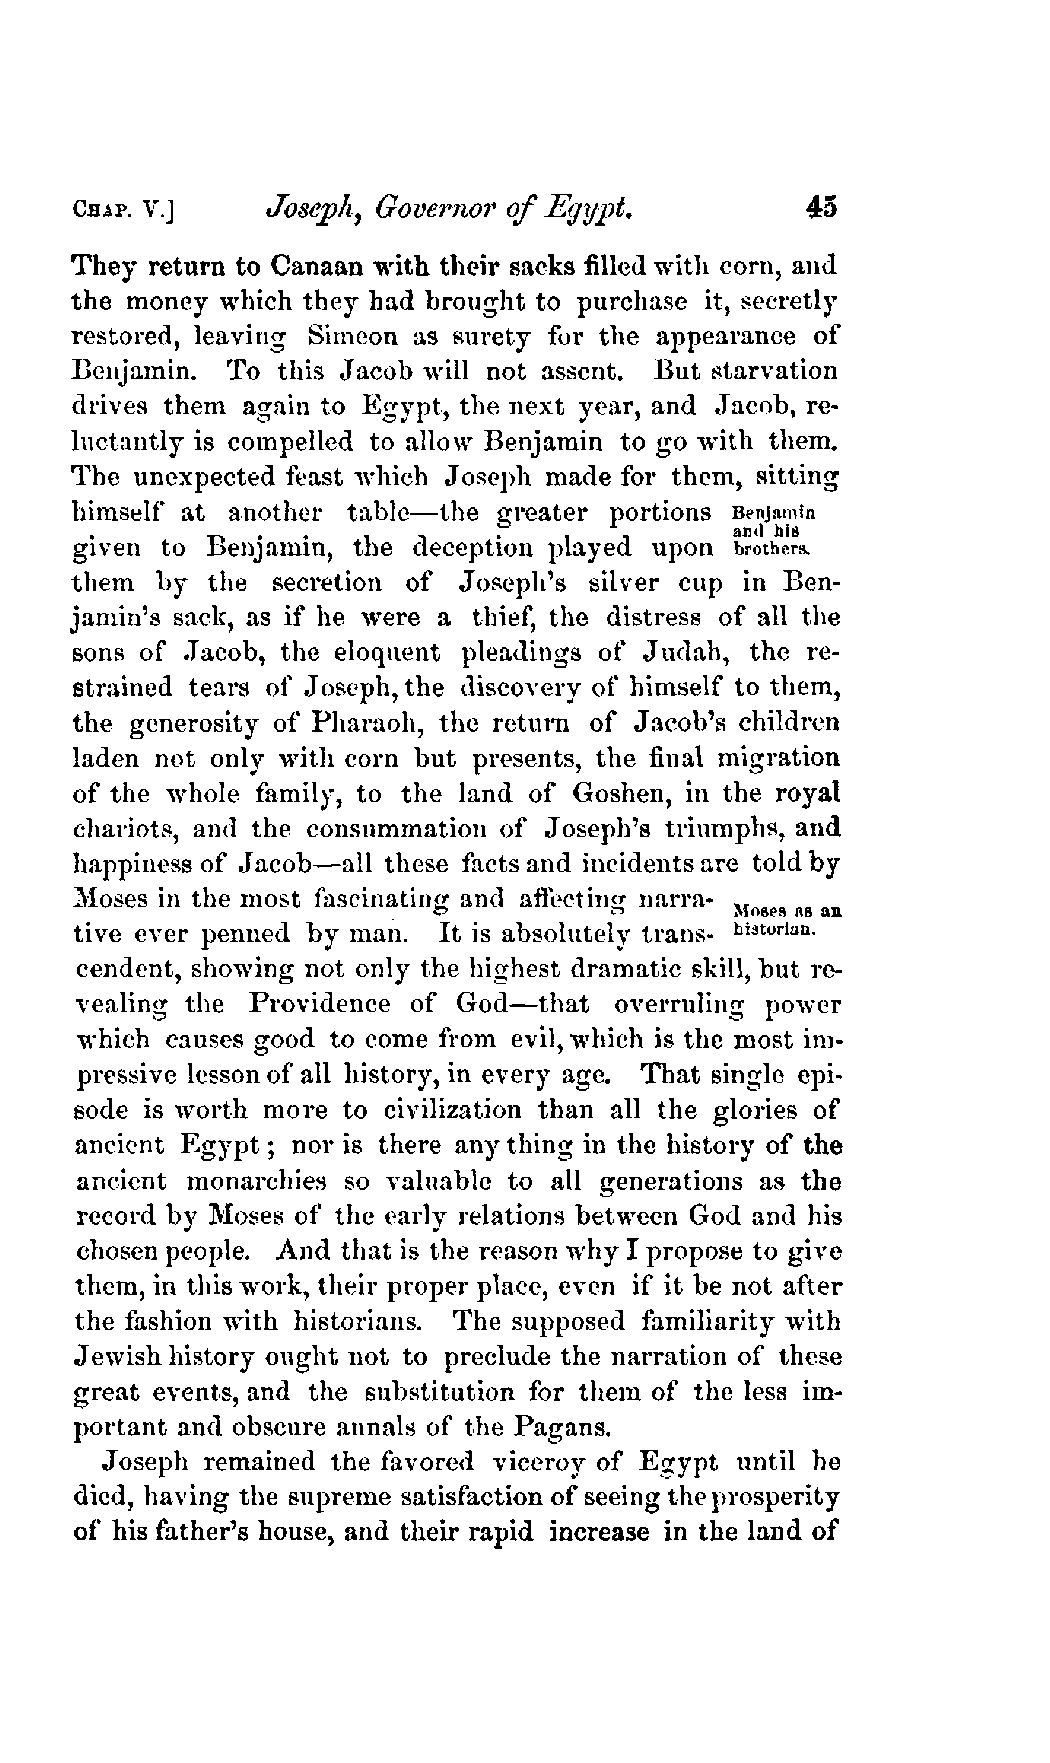 CHAP. V.] Joseph, Governor of Egypt. 45
They return to Canaan with their sacks filled with corn, and
the money which they had brought to purchase it, secretly
restored, leaving Simeon as surety for the appearance of
Benjamin. To this Jacob will not assent. But starvation
drives them again to Egypt, the next year, and Jacob, re-
luctantly is compelled to allow Benjamin to go with them.
The unexpected feast which Joseph made for them, sitting
himself at another table—the greater portions
Benjamin
and his
brothers.
given to Benjamin, the deception played upon
them by the secretion of Joseph's silver cup in Ben-
jamin's sack, as if he were a thief, the distress of all the
sons of Jacob, the eloquent pleadings of Judah, the re-
strained tears of Joseph, the discovery of himself to them,
the generosity of Pharaoh, the return of Jacob's children
laden not only with corn but presents, the final migration
of the whole family, to the land of Goshen, in the royal
chariots, and the consummation of Joseph's triumphs, and
happiness of Jacob—all these facts and incidents are told by
Moses in the most fascinating and affecting narra-
Moses as an
historian.
tive ever penned by man. It is absolutely trans-
cendent, showing not only the highest dramatic skill, but re-
vealing the Providence of God—that overruling power
which causes good to come from evil, which is the most im-
pressive lesson of all history, in every age. That single epi-
sode is worth more to civilization than all the glories of
ancient Egypt; nor is there any thing in the history of the
ancient monarchies so valuable to all generations as the
record by Moses of the early relations between God and his
chosen people. And that is the reason why I propose to give
them, in this work, their proper place, even if it be not after
the fashion with historians. The supposed familiarity with
Jewish history ought not to preclude the narration of these
great events, and the substitution for them of the less im-
portant and obscure annals of the Pagans.
Joseph remained the favored viceroy of Egypt until he
died, having the supreme satisfaction of seeing the prosperity
of his father's house, and their rapid increase in the land of